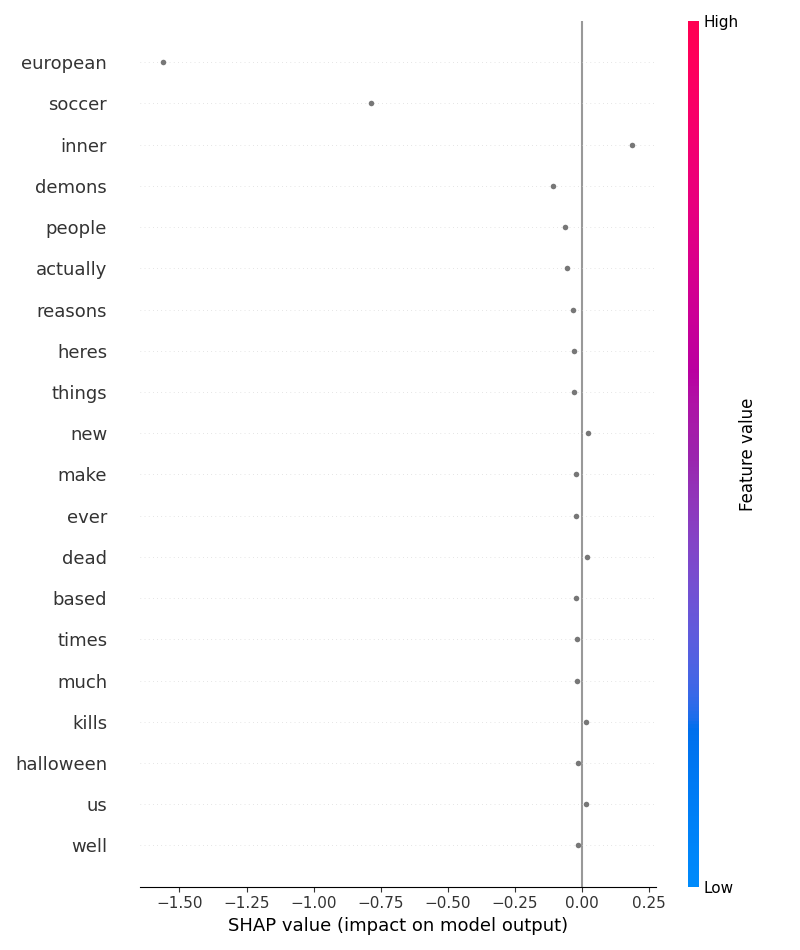 High
european
soccer
inner
demons
people
actually
reasons
heres
things
new
make
ever
dead
based
times
much
kills
halloween
us
well
Feature value
Low
−1.50 −1.25 −1.00 −0.75 −0.50 −0.25 0.00 0.25
SHAP value (impact on model output)